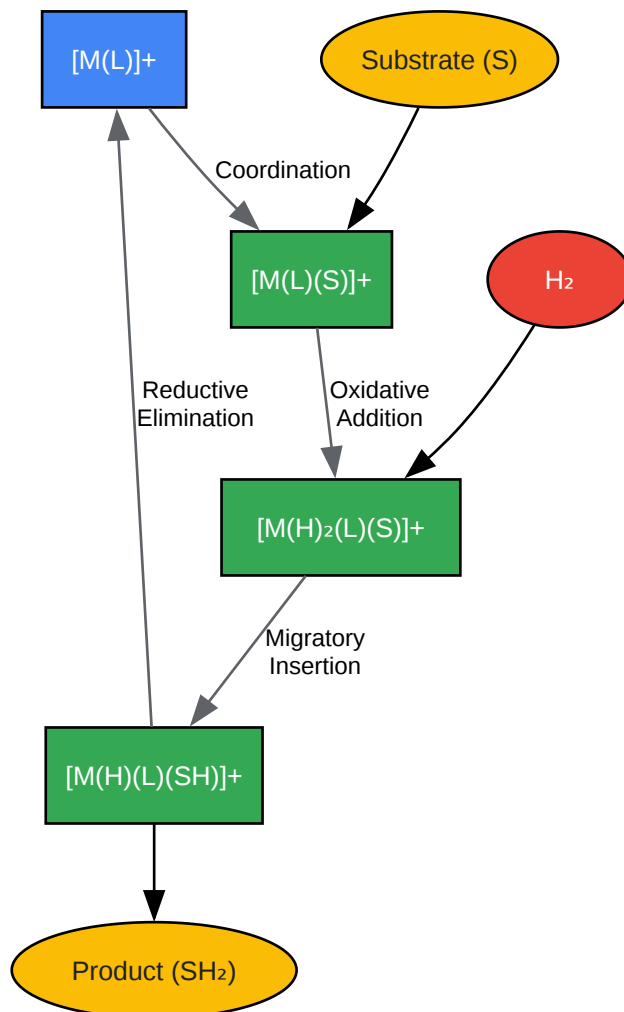 [M(L)]+
Substrate (S)
Coordination
[M(L)(S)]+
H₂
Reductive
Elimination
Oxidative
Addition
[M(H)₂(L)(S)]+
Migratory
Insertion
[M(H)(L)(SH)]+
Product (SH₂)